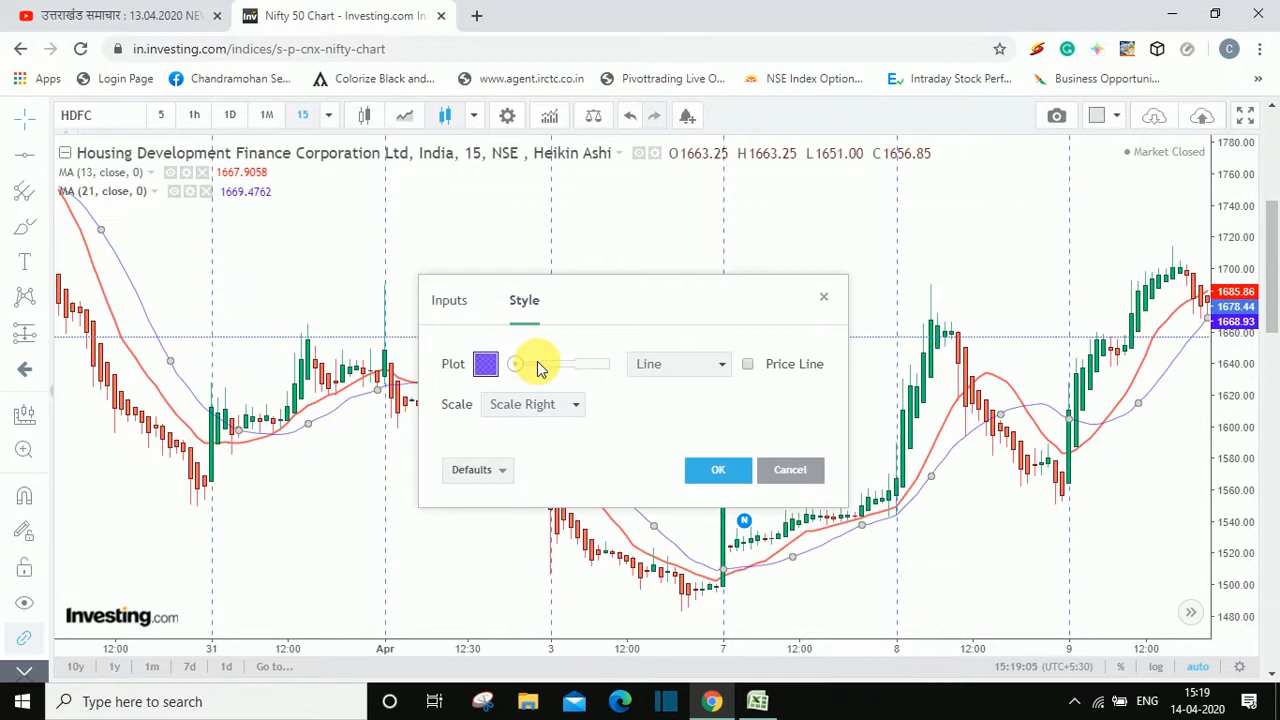 उत्तराखंड समाचार : 13.04.2020 NEV
Nifty 50 Chart - Investing.com In
in.investing.com/indices/s-p-cnx-nifty-chart
C
Apps
Login Page
Chandramohan Se...
Colorize Black and...
www.agent.irctc.co.in
Pivottrading Live O...
NSE Index Option...
Intraday Stock Perf...
Business Opportuni...
HDFC
5
1h
1D
1M
15
Housing Development Finance Corporation Ltd, India, 15, NSE , Heikin Ashi
O1663.25 H1663.25 L1651.00 C1656.85
Market Closed
MA (13, close, 0)
1667.9058
MA (21, close, 0)
1669.4762
1780.00
1760.00
1740.00
1720.00
1700.00
1685.86
1678.44
1668.93
1660.00
1640.00
1620.00
1600.00
1580.00
1560.00
1540.00
1520.00
1500.00
1480.00
Inputs
Style
Plot
Line
Price Line
Scale
Scale Right
Defaults
OK
Cancel
N
Investing.com
12:00
31
12:00
Apr
12:30
3
12:00
7
12:00
8
12:00
9
12:00
10y
1y
1m
7d
1d
Go to...
15:19:05 (UTC+5:30)
%
log
auto
Type here to search
ENG
15:19
14-04-2020